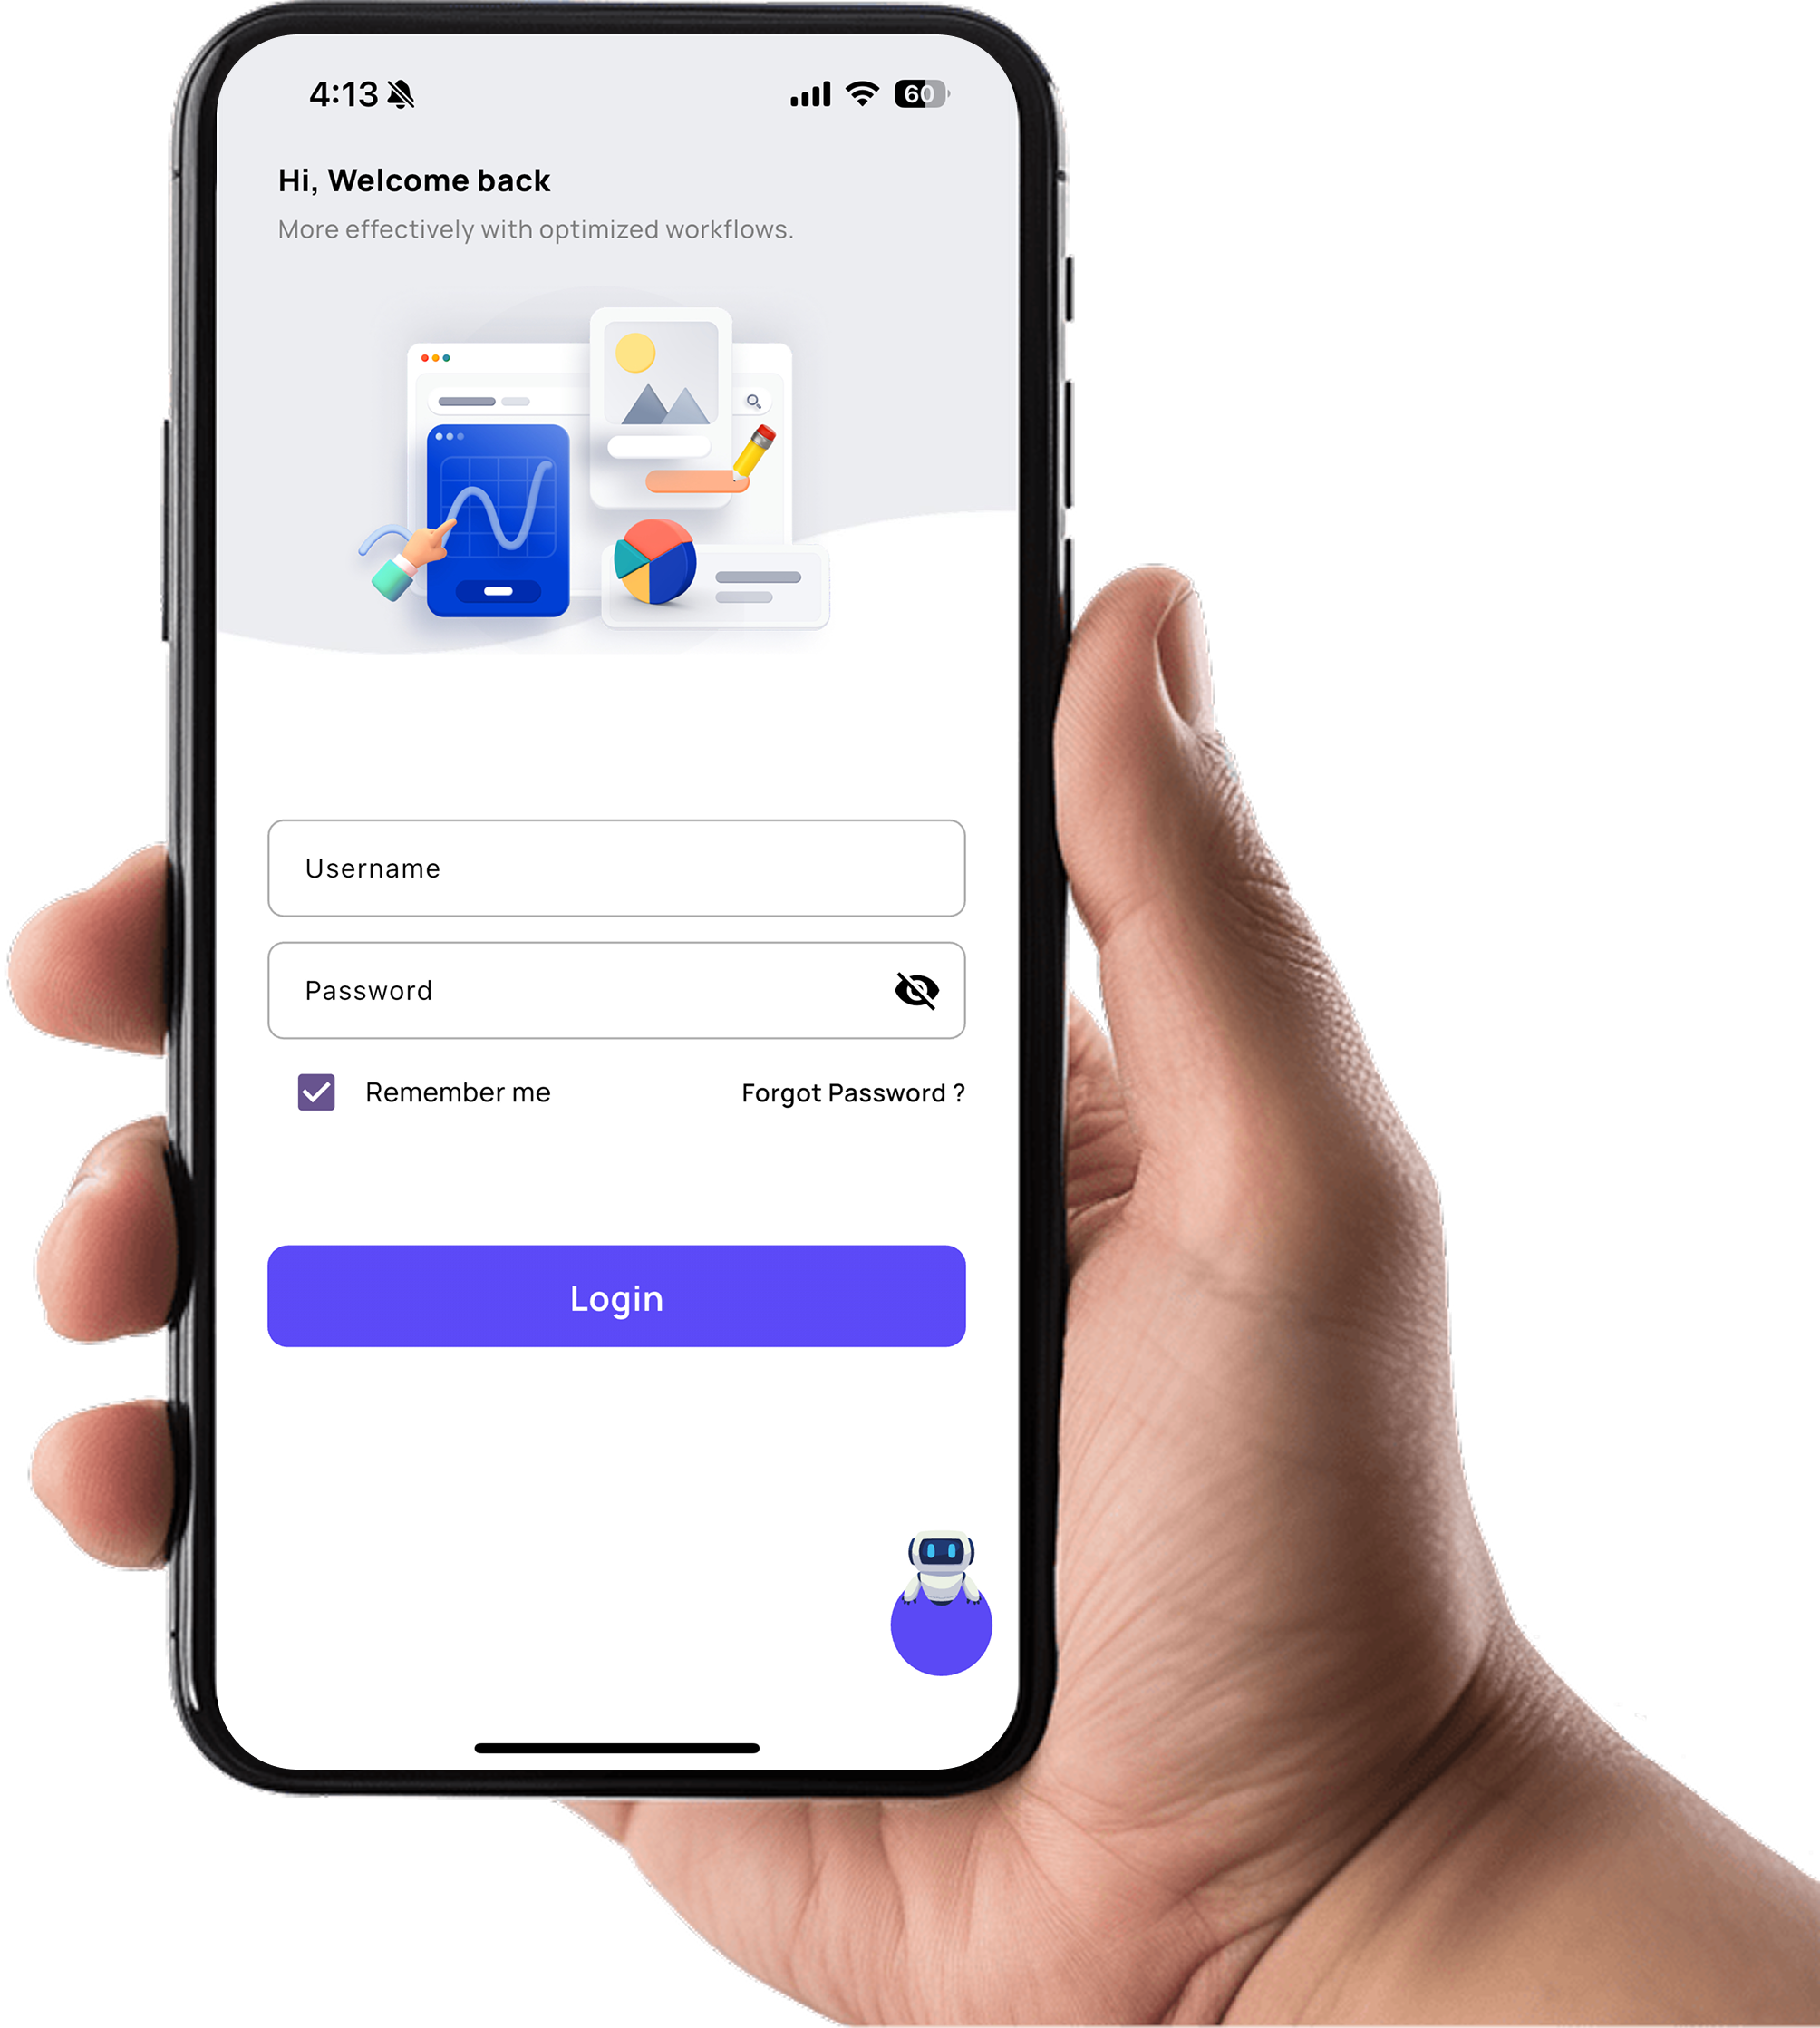 4:13
60
Hi, Welcome back
More effectively with optimized workflows.
Username
Password
Remember me
Forgot Password ?
Login